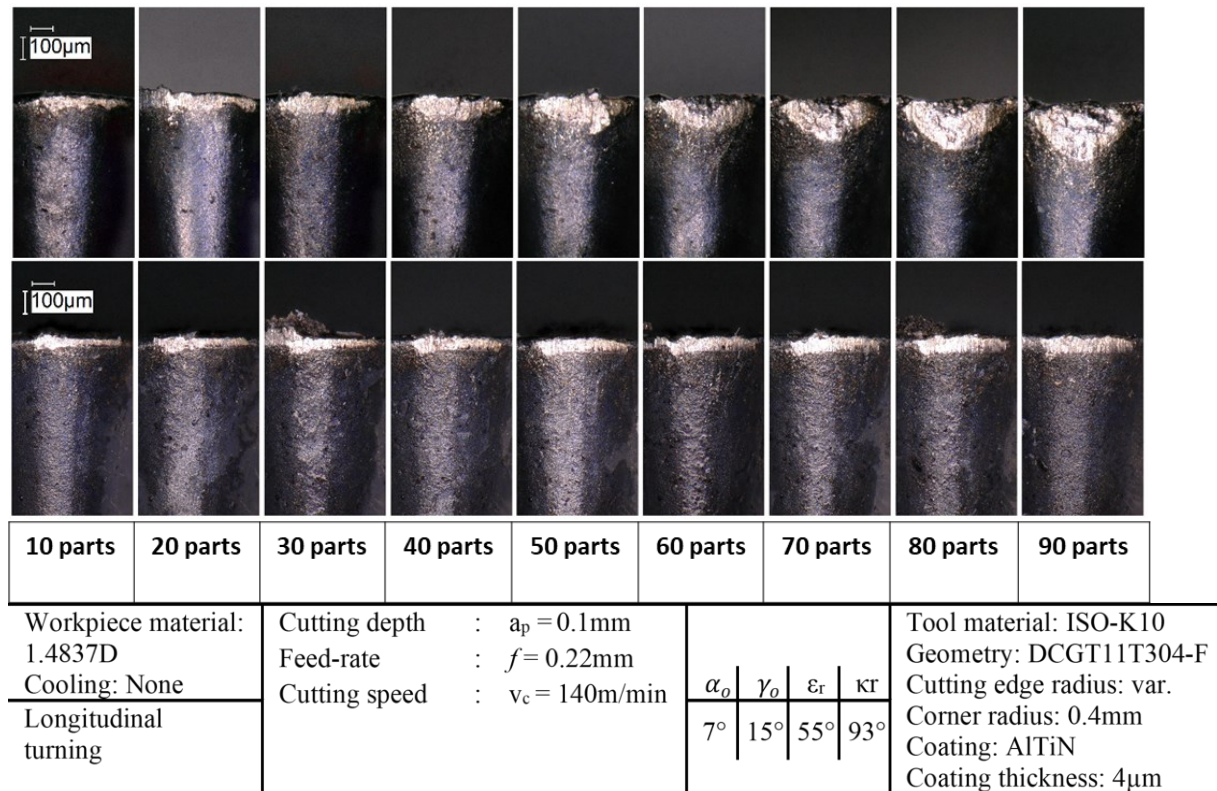 100µm
100µm
10 parts 20 parts 30 parts 40 parts 50 parts 60 parts 70 parts 80 parts 90 parts
Workpiece material:
1.4837D
Cooling: None
Longitudinal
turning
Cutting depth : ap = 0.1mm
Feed-rate : f = 0.22mm
Cutting speed : vc = 140m/min
αo γo εr κr
7° 15° 55° 93°
Tool material: ISO-K10
Geometry: DCGT11T304-F
Cutting edge radius: var.
Corner radius: 0.4mm
Coating: AlTiN
Coating thickness: 4µm